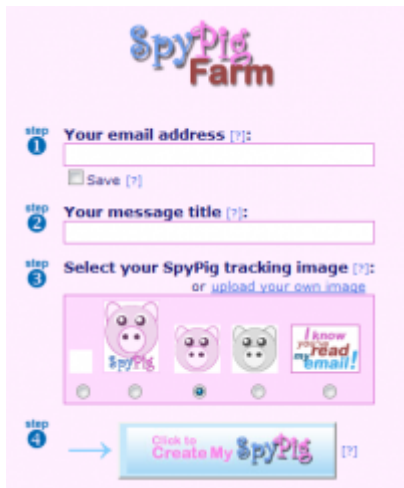 SpyPig
Farm
step
1 Your email address [?]:
Save [?]
step
2 Your message title [?]:
step
3 Select your SpyPig tracking image [?]:
or upload your own image
SpyPig
I know
you've
read
my email!
step
4 Click to
Create My SpyPig [?]